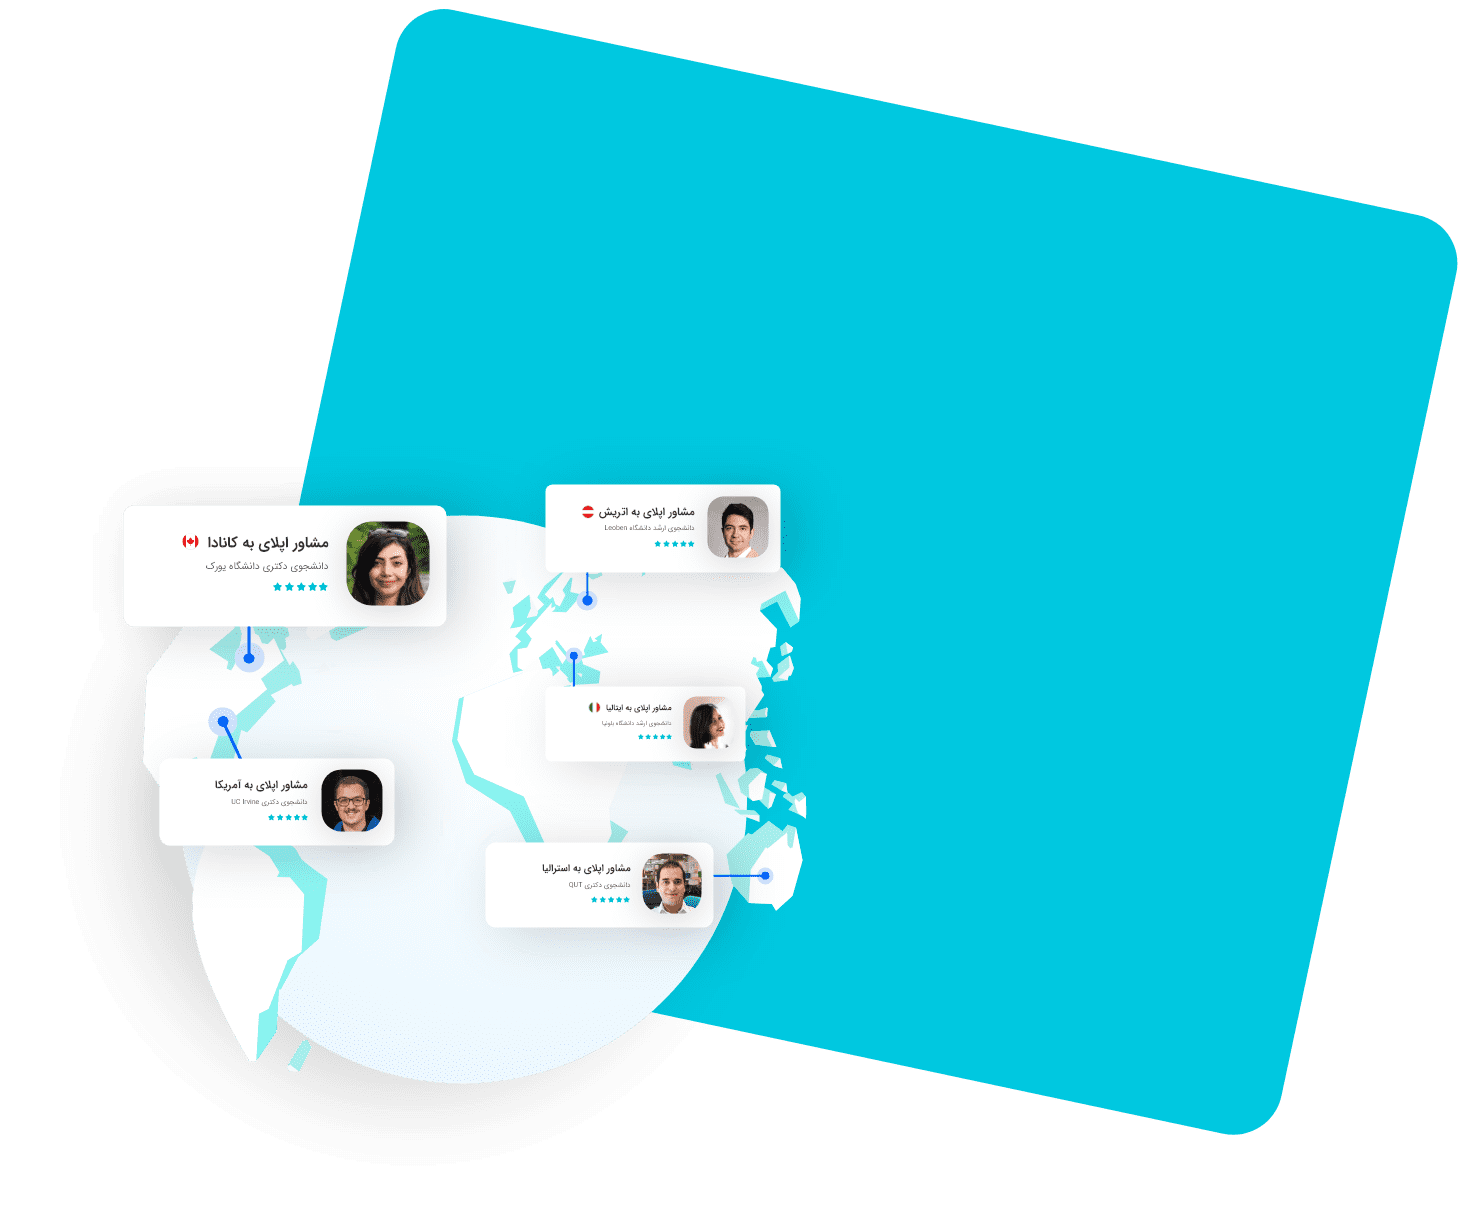 مشاور اپلای به اتریش
دانشجوی ارشد دانشگاه Leoben
مشاور اپلای به کانادا
دانشجوی دکتری دانشگاه یورک
مشاور اپلای به ایتالیا
دانشجوی ارشد دانشگاه بلونیا
مشاور اپلای به آمریکا
دانشجوی دکتری UC Irvine
مشاور اپلای به استرالیا
دانشجوی دکتری QUT